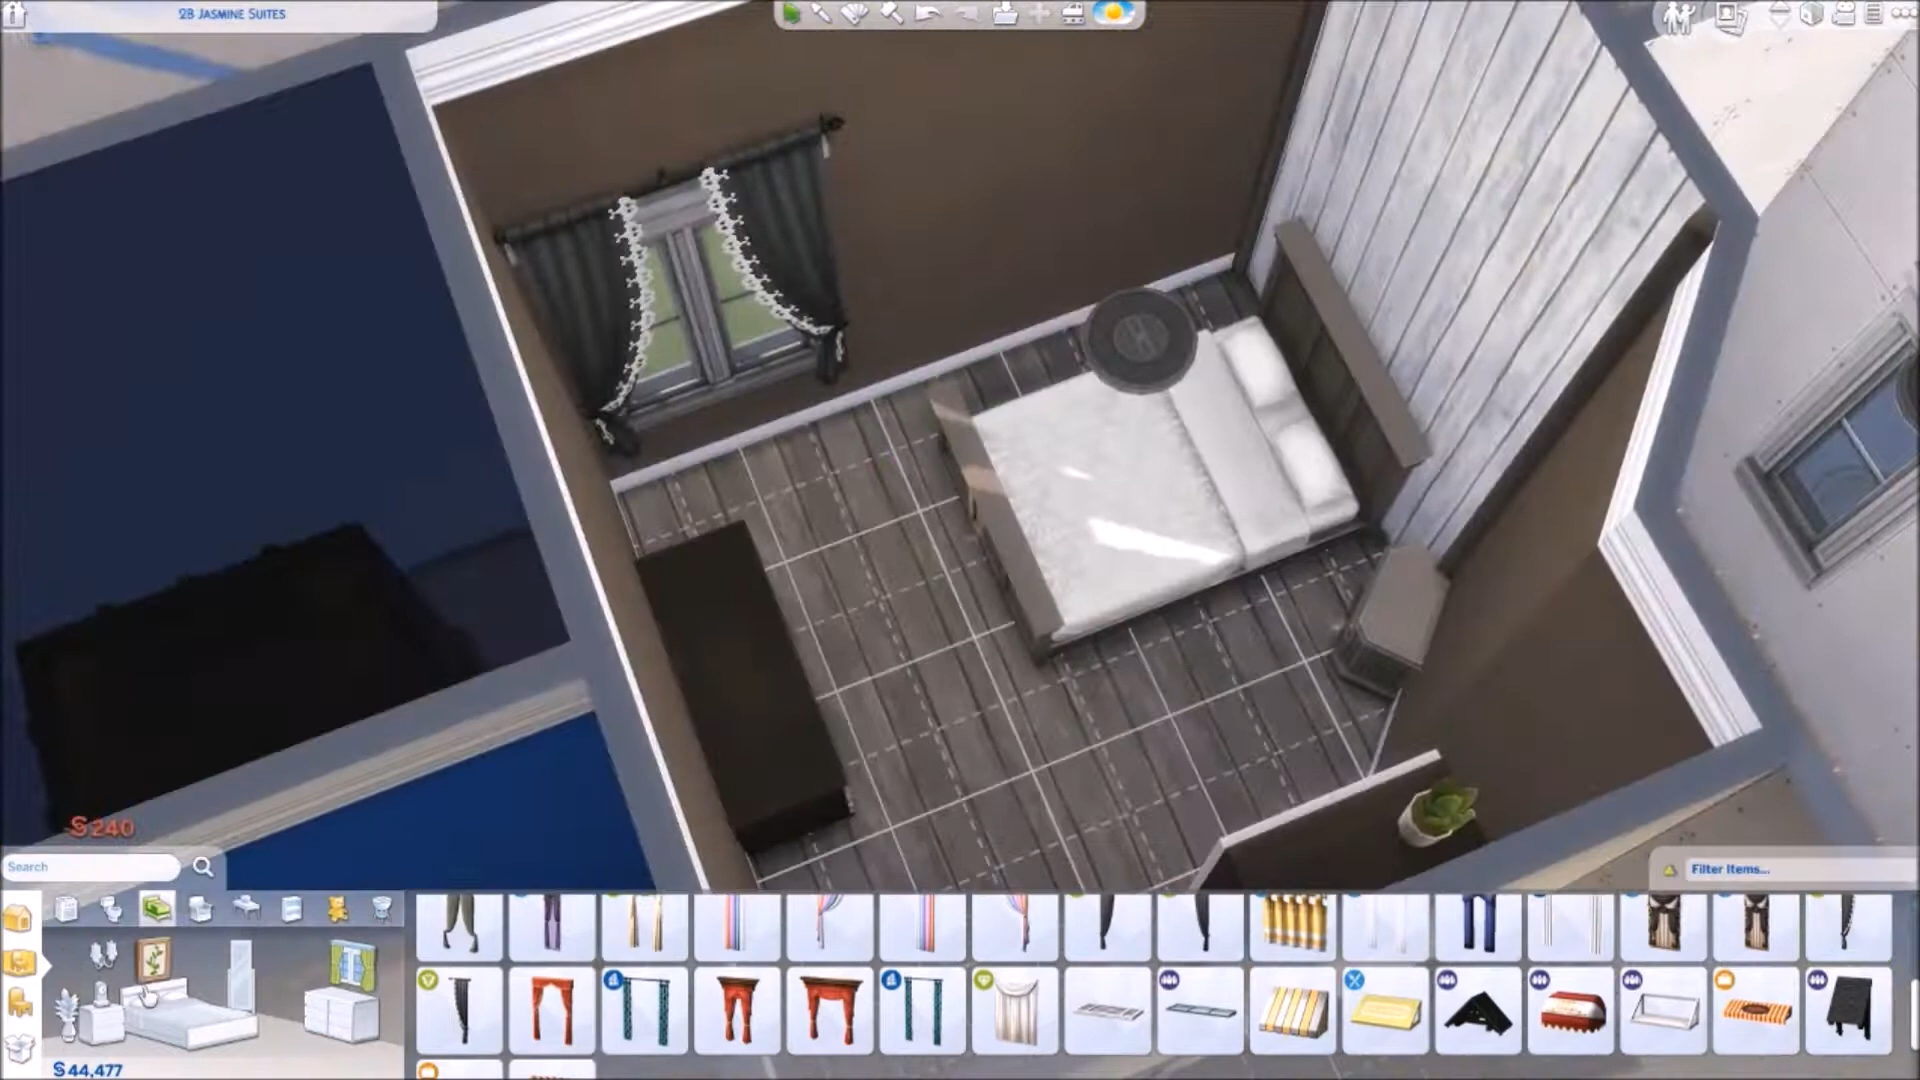 2B JASMINE SUITES
§240
Search
Filter Items...
§44,477